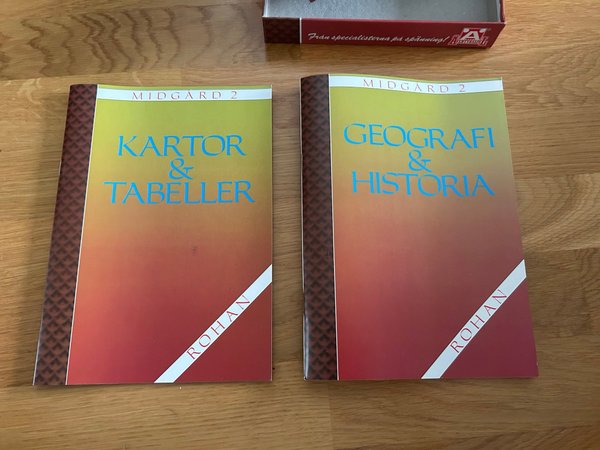 Från specialisterna på spänning!
MIDGÅRD 2
KARTOR
&
TABELLER
ROHAN
MIDGÅRD 2
GEOGRAFI
&
HISTORIA
ROHAN